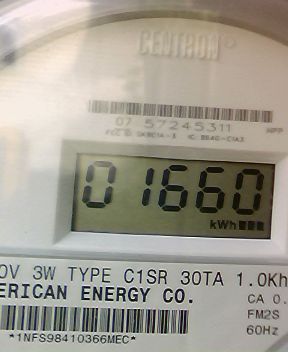 CENTRON®
07 57245311
01660
kWh
0V 3W TYPE C1SR 30TA 1.0Kh
ERICAN ENERGY CO.
CA 0.
FM2S
*1NFS98410366MEC*
60Hz